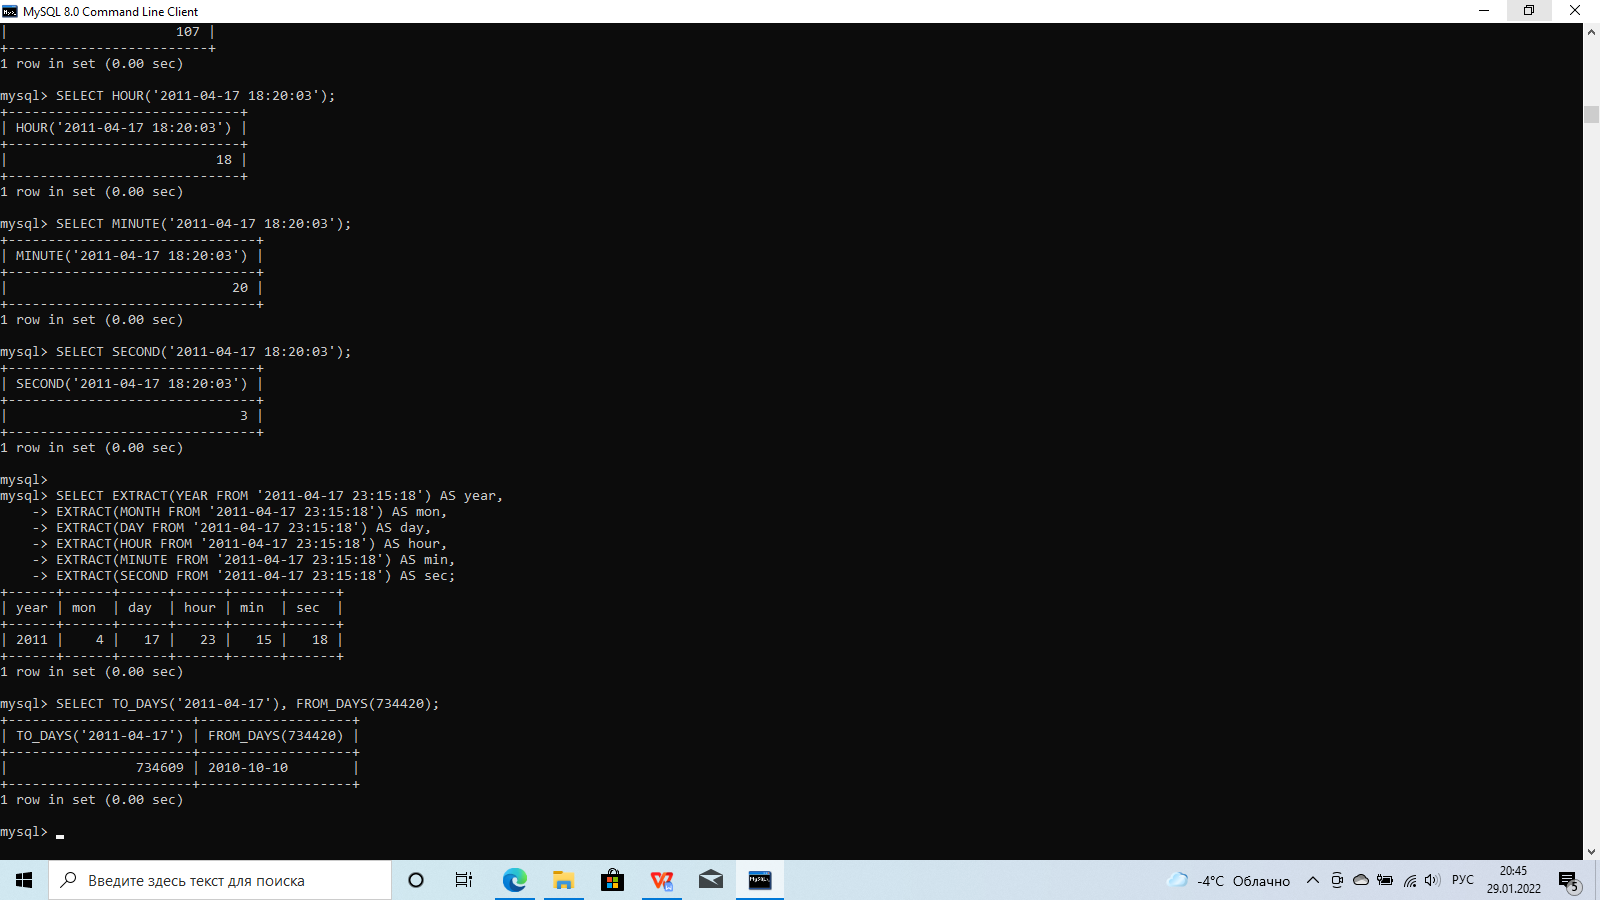 MySQL 8.0 Command Line Client
|                     107 |
+-------------------------+
1 row in set (0.00 sec)
mysql> SELECT HOUR('2011-04-17 18:20:03');
+-----------------------------+
| HOUR('2011-04-17 18:20:03') |
+-----------------------------+
|                          18 |
+-----------------------------+
1 row in set (0.00 sec)
mysql> SELECT MINUTE('2011-04-17 18:20:03');
+-------------------------------+
| MINUTE('2011-04-17 18:20:03') |
+-------------------------------+
|                            20 |
+-------------------------------+
1 row in set (0.00 sec)
mysql> SELECT SECOND('2011-04-17 18:20:03');
+-------------------------------+
| SECOND('2011-04-17 18:20:03') |
+-------------------------------+
|                             3 |
+-------------------------------+
1 row in set (0.00 sec)
mysql>
mysql> SELECT EXTRACT(YEAR FROM '2011-04-17 23:15:18') AS year,
    -> EXTRACT(MONTH FROM '2011-04-17 23:15:18') AS mon,
    -> EXTRACT(DAY FROM '2011-04-17 23:15:18') AS day,
    -> EXTRACT(HOUR FROM '2011-04-17 23:15:18') AS hour,
    -> EXTRACT(MINUTE FROM '2011-04-17 23:15:18') AS min,
    -> EXTRACT(SECOND FROM '2011-04-17 23:15:18') AS sec;
+------+------+------+------+------+------+
| year | mon  | day  | hour | min  | sec  |
+------+------+------+------+------+------+
| 2011 |    4 |   17 |   23 |   15 |   18 |
+------+------+------+------+------+------+
1 row in set (0.00 sec)
mysql> SELECT TO_DAYS('2011-04-17'), FROM_DAYS(734420);
+-----------------------+-------------------+
| TO_DAYS('2011-04-17') | FROM_DAYS(734420) |
+-----------------------+-------------------+
|                734609 | 2010-10-10        |
+-----------------------+-------------------+
1 row in set (0.00 sec)
mysql>
Введите здесь текст для поиска
-4°C Облачно
РУС
20:45
29.01.2022
5